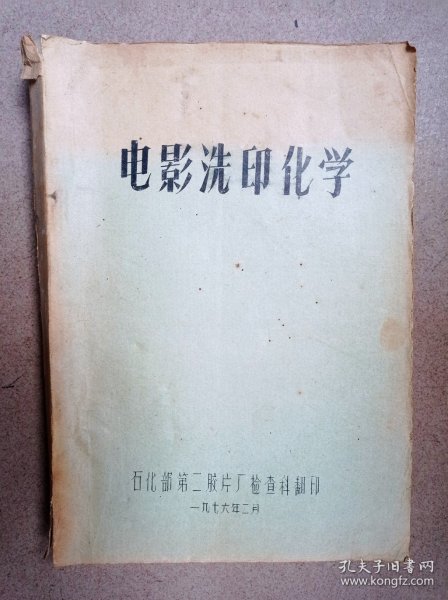 电影洗印化学
石化部第二胶片厂检查科翻印
一九七六年二月
孔夫子旧书网
www.kongfz.com